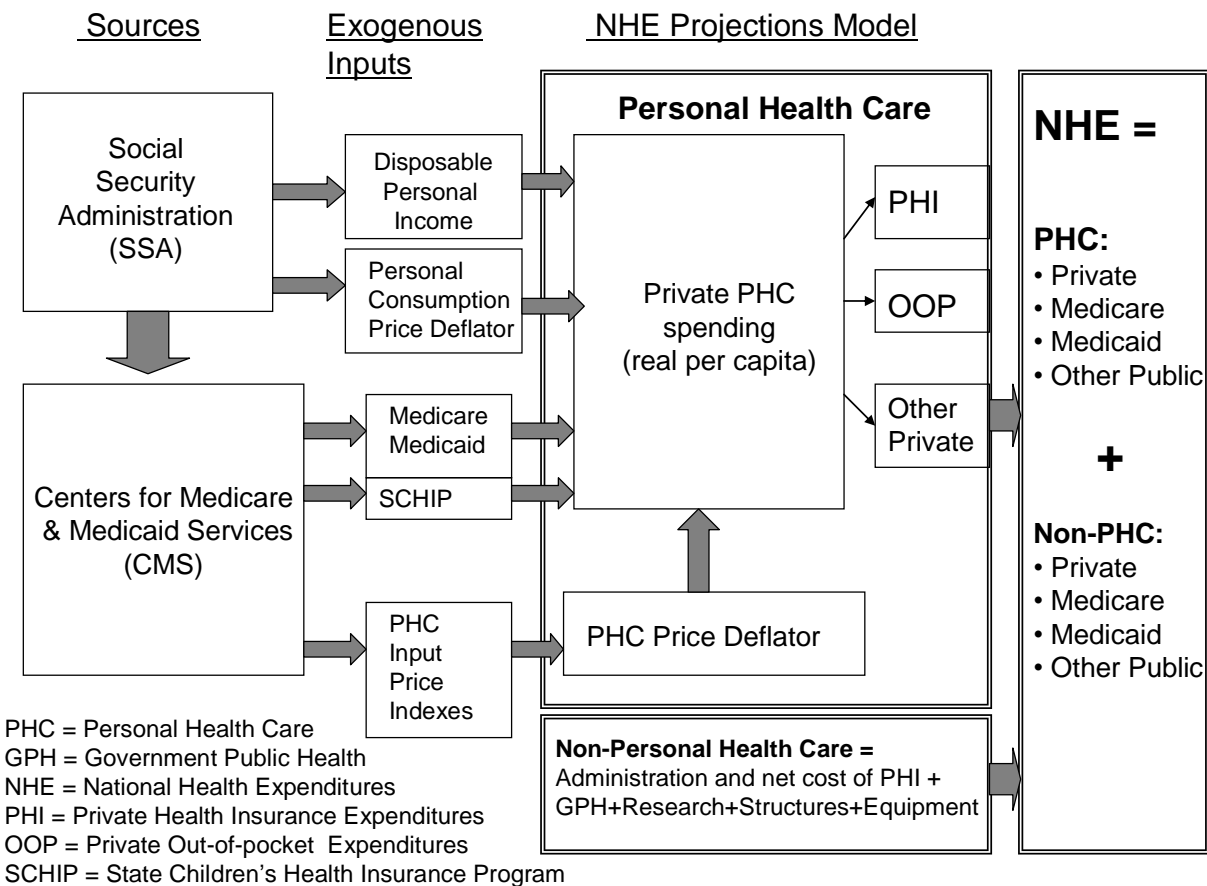 Sources
Exogenous
Inputs
NHE Projections Model
Social
Security
Administration
(SSA)
Centers for Medicare
& Medicaid Services
(CMS)
Disposable
Personal
Income
Personal
Consumption
Price Deflator
Medicare
Medicaid
SCHIP
PHC
Input
Price
Indexes
Personal Health Care
Private PHC
spending
(real per capita)
PHI
OOP
Other
Private
PHC Price Deflator
Non-Personal Health Care =
Administration and net cost of PHI +
GPH+Research+Structures+Equipment
NHE =
PHC:
• Private
• Medicare
• Medicaid
• Other Public
+
Non-PHC:
• Private
• Medicare
• Medicaid
• Other Public
PHC = Personal Health Care
GPH = Government Public Health
NHE = National Health Expenditures
PHI = Private Health Insurance Expenditures
OOP = Private Out-of-pocket Expenditures
SCHIP = State Children's Health Insurance Program